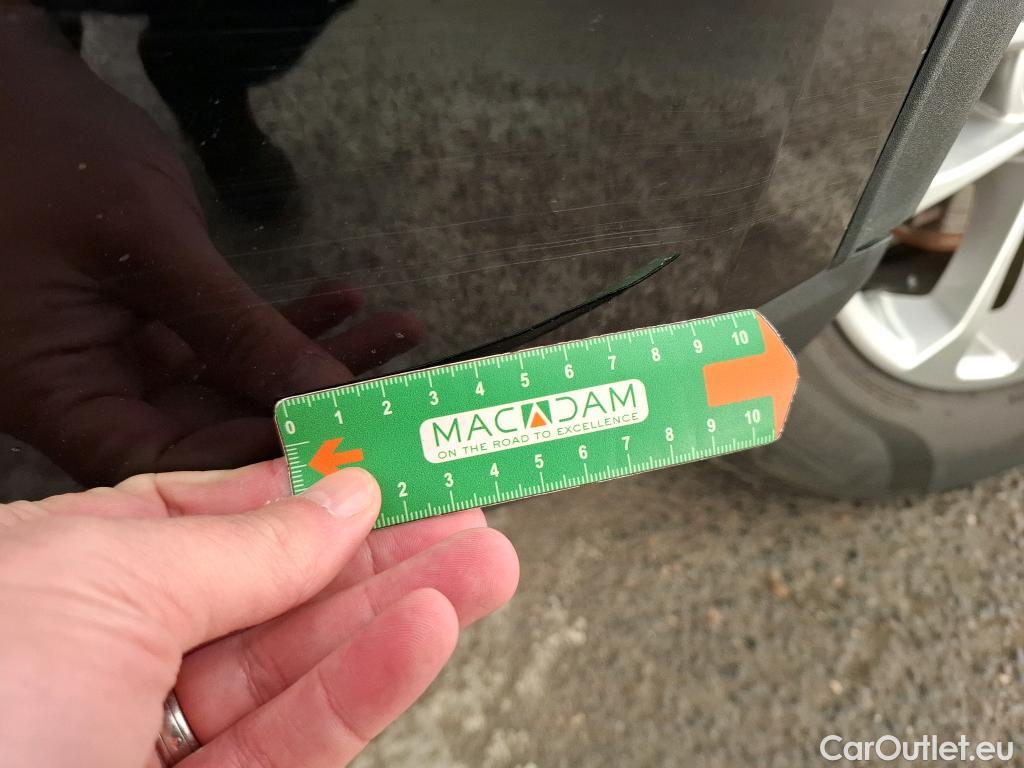 0 1 2 3 4 5 6 7 8 9 10
MACADAM
ON THE ROAD TO EXCELLENCE
2 3 4 5 6 7 8 9 10
CarOutlet.eu